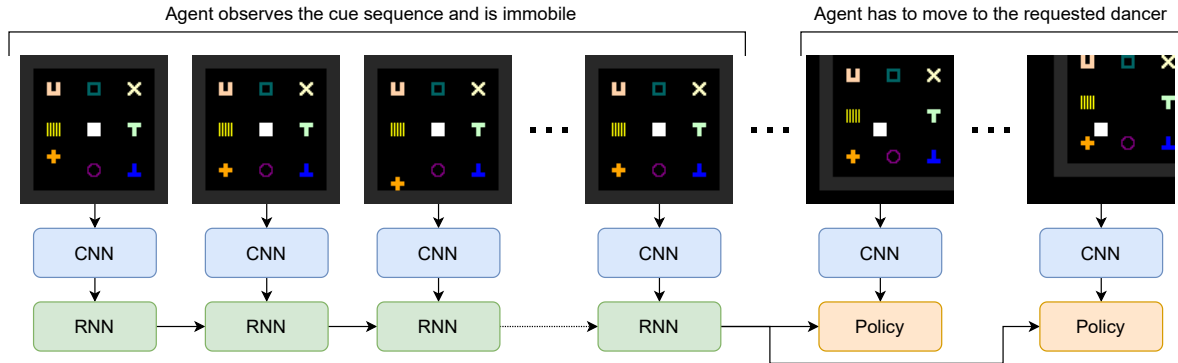 Agent observes the cue sequence and is immobile
Agent has to move to the requested dancer
CNN CNN CNN CNN CNN CNN
RNN RNN RNN RNN Policy Policy